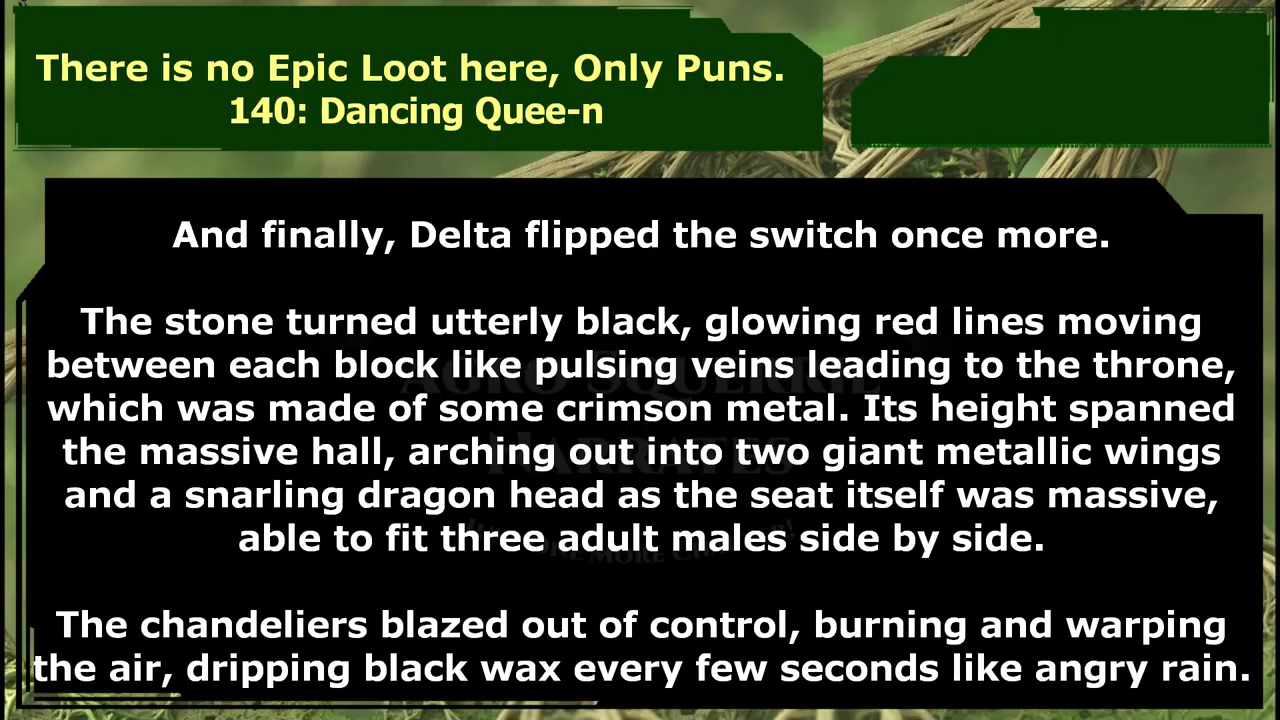 There is no Epic Loot here, Only Puns.
140: Dancing Quee-n
And finally, Delta flipped the switch once more.
The stone turned utterly black, glowing red lines moving
between each block like pulsing veins leading to the throne,
which was made of some crimson metal. Its height spanned
the massive hall, arching out into two giant metallic wings
and a snarling dragon head as the seat itself was massive,
able to fit three adult males side by side.
The chandeliers blazed out of control, burning and warping
the air, dripping black wax every few seconds like angry rain.
AGRO SQUERRIL
NARRATES